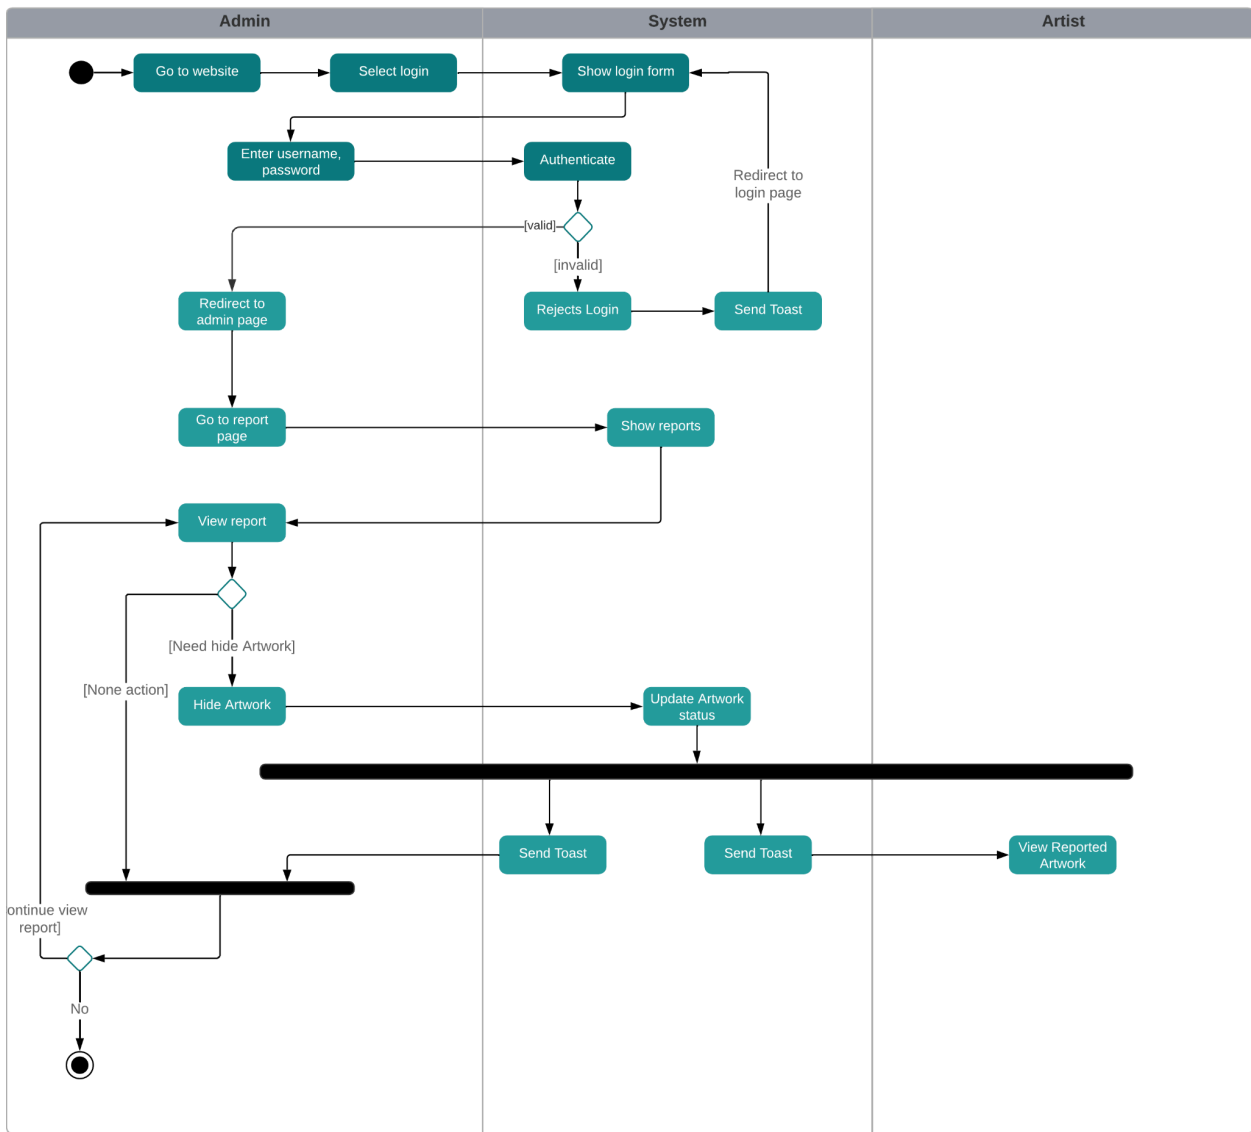 Admin
System
Artist
Go to website
Select login
Show login form
Enter username,
password
Authenticate
Redirect to
login page
[valid]
[invalid]
Redirect to
admin page
Rejects Login
Send Toast
Go to report
page
Show reports
View report
[Need hide Artwork]
[None action]
Hide Artwork
Update Artwork
status
Send Toast
Send Toast
View Reported
Artwork
ontinue view
report]
No